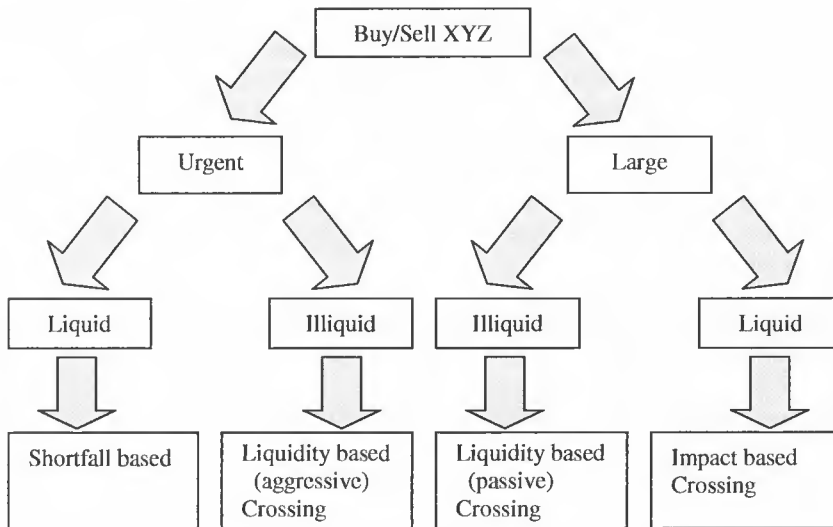 Buy/Sell XYZ
Urgent
Large
Liquid
Illiquid
Illiquid
Liquid
Shortfall based
Liquidity based
(aggressive)
Crossing
Liquidity based
(passive)
Crossing
Impact based
Crossing